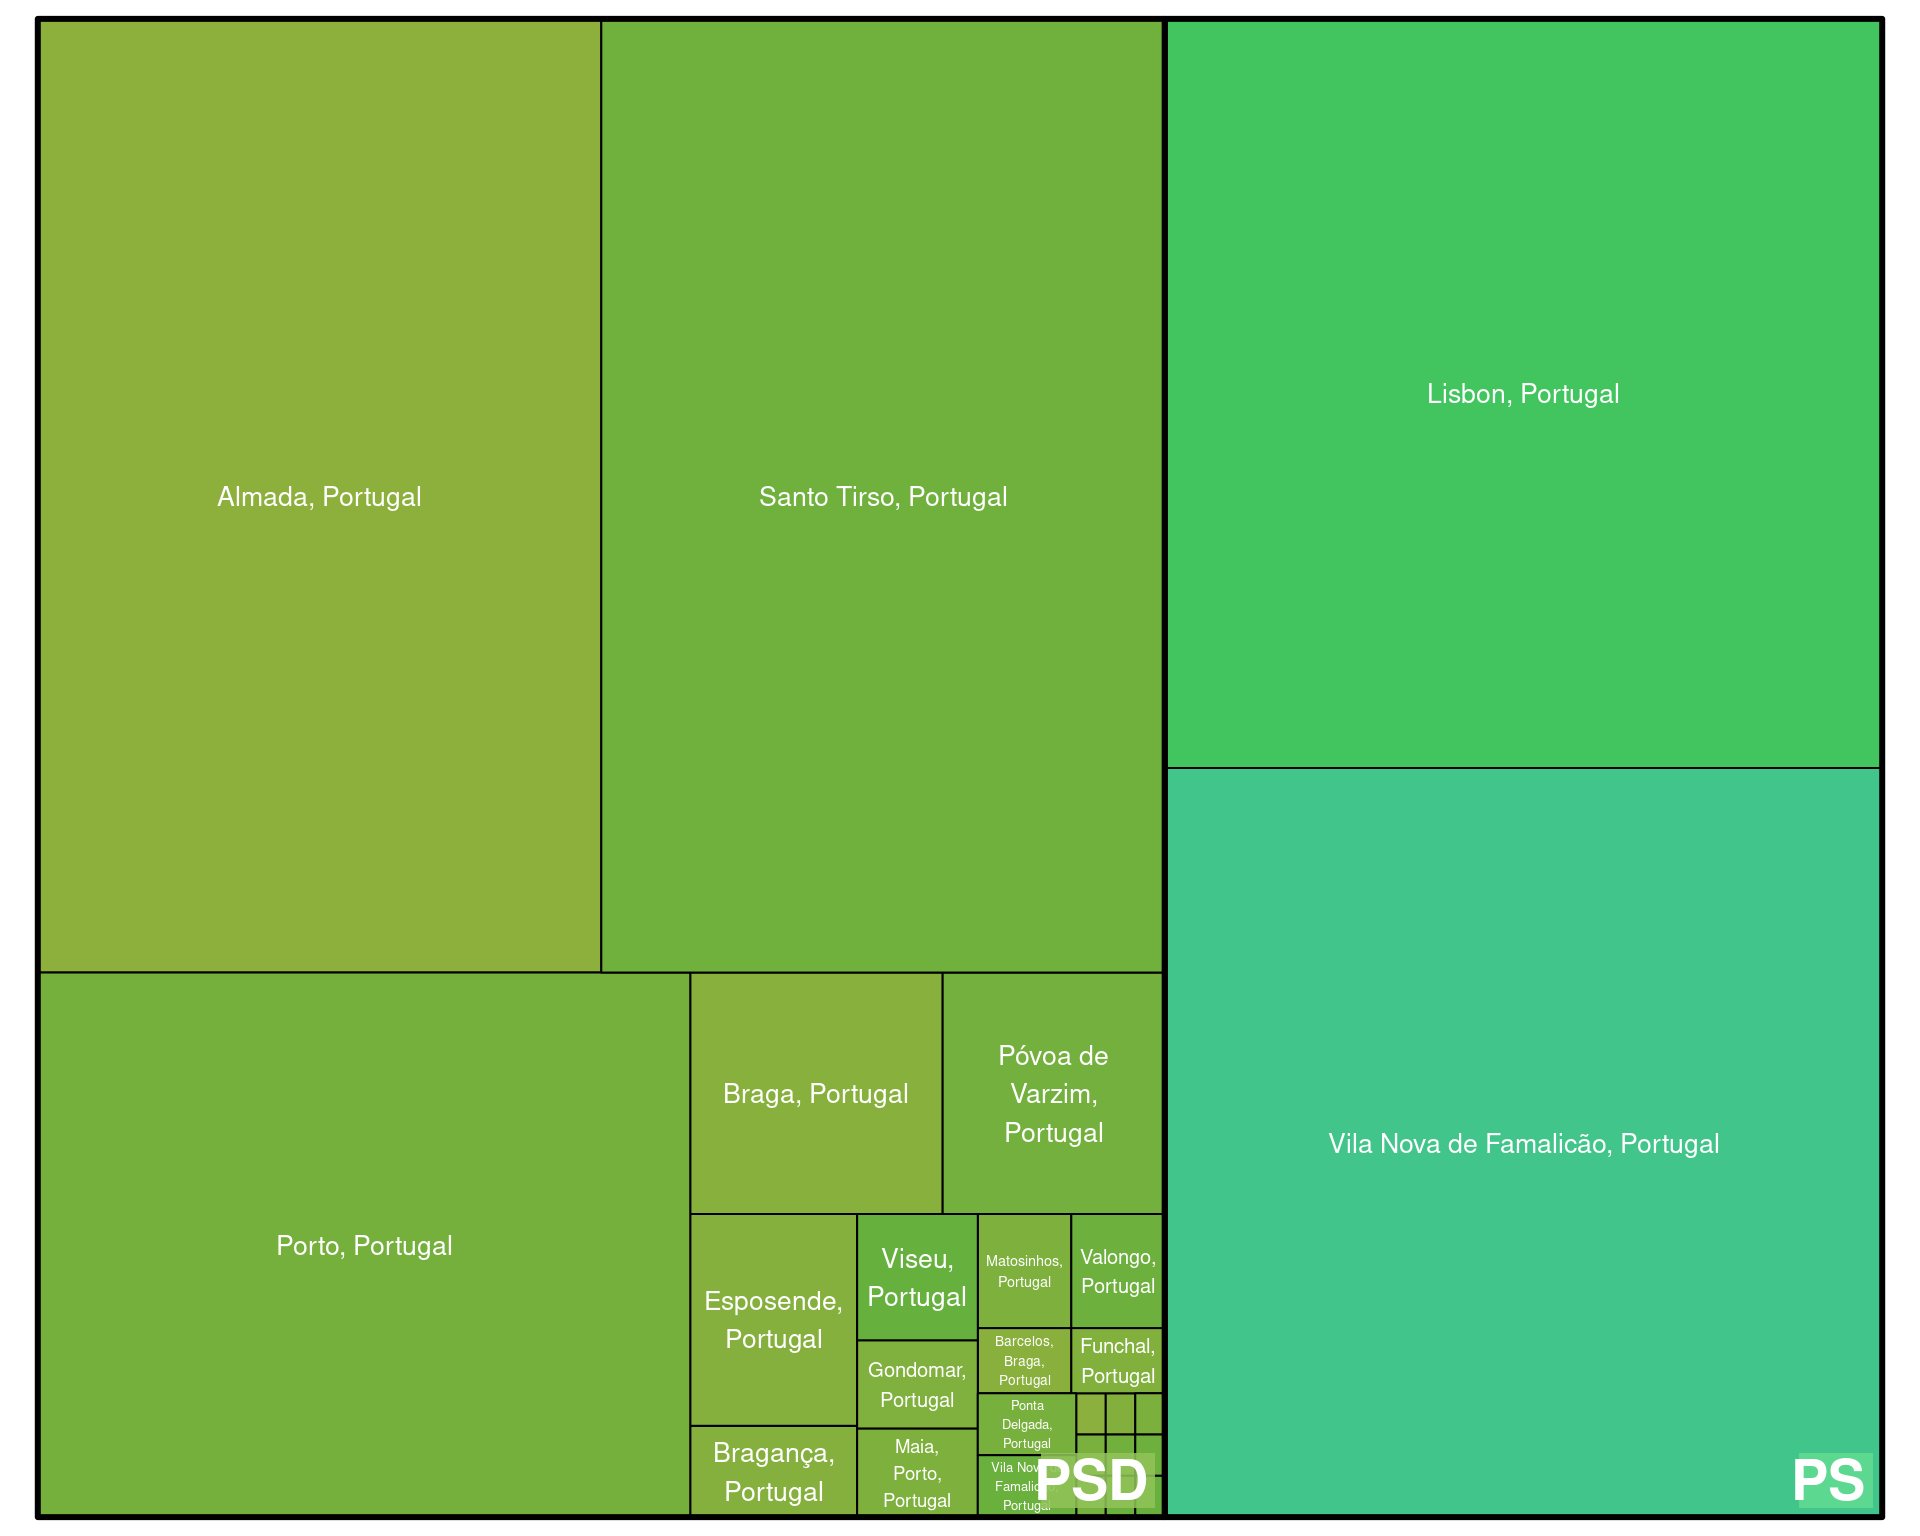 Almada, Portugal
Santo Tirso, Portugal
Lisbon, Portugal
Porto, Portugal
Braga, Portugal
Póvoa de
Varzim,
Portugal
Vila Nova de Famalicão, Portugal
Esposende,
Portugal
Viseu,
Portugal
Matosinhos,
Portugal
Valongo,
Portugal
Gondomar,
Portugal
Barcelos,
Braga,
Portugal
Funchal,
Portugal
Bragança,
Portugal
Maia,
Porto,
Portugal
Ponta
Delgada,
Portugal
Vila
Portugal
PSD
PS